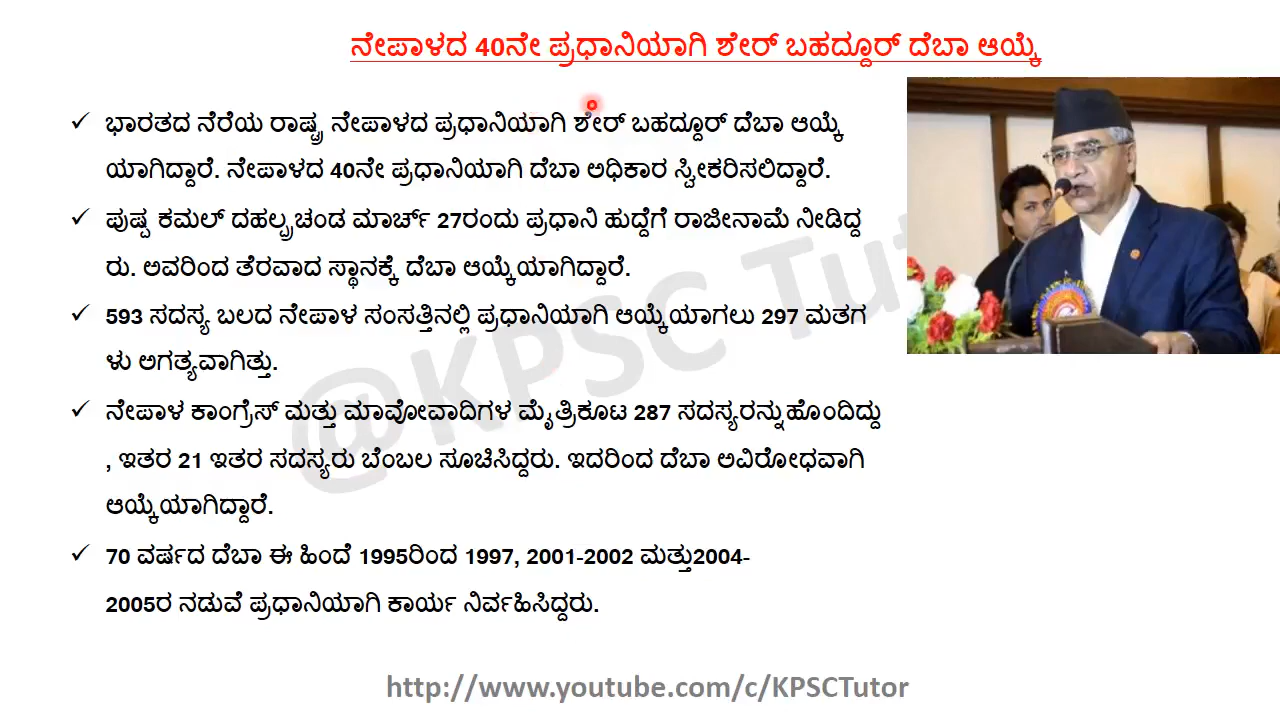 ನೇಪಾಳದ 40ನೇ ಪ್ರಧಾನಿಯಾಗಿ ಶೇರ್ ಬಹದ್ದೂರ್ ದೆಬಾ ಆಯ್ಕೆ
✓ ಭಾರತದ ನೆರೆಯ ರಾಷ್ಟ್ರ ನೇಪಾಳದ ಪ್ರಧಾನಿಯಾಗಿ ಶೇರ್ ಬಹದ್ದೂರ್ ದೆಬಾ ಆಯ್ಕೆ
ಯಾಗಿದ್ದಾರೆ. ನೇಪಾಳದ 40ನೇ ಪ್ರಧಾನಿಯಾಗಿ ದೆಬಾ ಅಧಿಕಾರ ಸ್ವೀಕರಿಸಲಿದ್ದಾರೆ.
✓ ಪುಷ್ಪ ಕಮಲ್ ದಹಲ್ಪ್ರಚಂಡ ಮಾರ್ಚ್ 27ರಂದು ಪ್ರಧಾನಿ ಹುದ್ದೆಗೆ ರಾಜೀನಾಮೆ ನೀಡಿದ್ದ
ರು. ಅವರಿಂದ ತೆರವಾದ ಸ್ಥಾನಕ್ಕೆ ದೆಬಾ ಆಯ್ಕೆಯಾಗಿದ್ದಾರೆ.
✓ 593 ಸದಸ್ಯ ಬಲದ ನೇಪಾಳ ಸಂಸತ್ತಿನಲ್ಲಿ ಪ್ರಧಾನಿಯಾಗಿ ಆಯ್ಕೆಯಾಗಲು 297 ಮತಗ
ಳು ಅಗತ್ಯವಾಗಿತ್ತು.
✓ ನೇಪಾಳ ಕಾಂಗ್ರೆಸ್ ಮತ್ತು ಮಾವೋವಾದಿಗಳ ಮೈತ್ರಿಕೂಟ 287 ಸದಸ್ಯರನ್ನುಹೊಂದಿದ್ದು
, ಇತರ 21 ಇತರ ಸದಸ್ಯರು ಬೆಂಬಲ ಸೂಚಿಸಿದ್ದರು. ಇದರಿಂದ ದೆಬಾ ಅವಿರೋಧವಾಗಿ
ಆಯ್ಕೆಯಾಗಿದ್ದಾರೆ.
✓ 70 ವರ್ಷದ ದೆಬಾ ಈ ಹಿಂದೆ 1995ರಿಂದ 1997, 2001-2002 ಮತ್ತು2004-
2005ರ ನಡುವೆ ಪ್ರಧಾನಿಯಾಗಿ ಕಾರ್ಯ ನಿರ್ವಹಿಸಿದ್ದರು.
@KPSC Tut
http://www.youtube.com/c/KPSCTutor